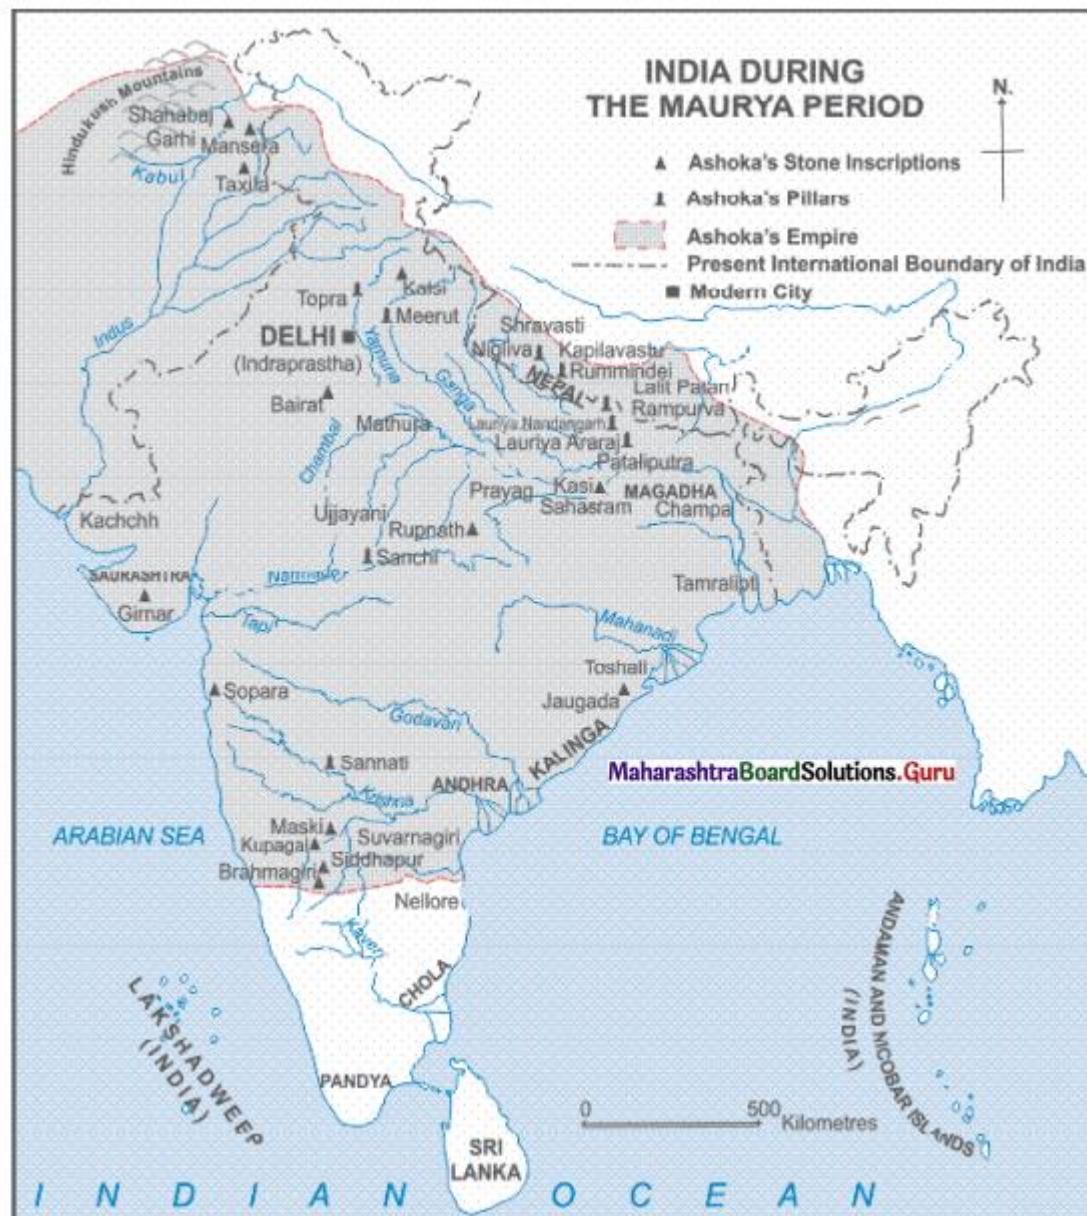 INDIA DURING
THE MAURYA PERIOD
N.
Ashoka's Stone Inscriptions
Ashoka's Pillars
Ashoka's Empire
Present International Boundary of India
Modern City
Hindukush Mountains
Shahabaj
Garhi
Mansera
Kabul
Taxila
Indus
Topra
Kalsi
Meerut
DELHI
(Indraprastha)
Yamuna
Ganga
Shravasti
Nigliva
Kapilavastu
Rummindei
NEPAL
Lalit Patan
Rampurva
Bairat
Mathura
Lauriya Nandangarh
Lauriya Araraj
Chambal
Pataliputra
Prayag
Kasi
MAGADHA
Sahasram
Champa
Kachchh
Ujjayani
Rupnath
Sanchi
SAURASHTRA
Girnar
Tamralipt
Tapi
Mahanadi
Toshali
Sopara
Jaugada
Godavari
KALINGA
Sannati
ANDHRA
MaharashtraBoardSolutions.Guru
Krishna
ARABIAN SEA
Maski
Suvarnagiri
BAY OF BENGAL
Kupagal
Siddhapur
Brahmagiri
Nellore
Kaveri
CHOLA
LAKSHADWEEP
(INDIA)
ANDAMAN AND NICOBAR ISLANDS
(INDIA)
PANDYA
0 500
Kilometres
SRI
LANKA
INDIAN OCEAN